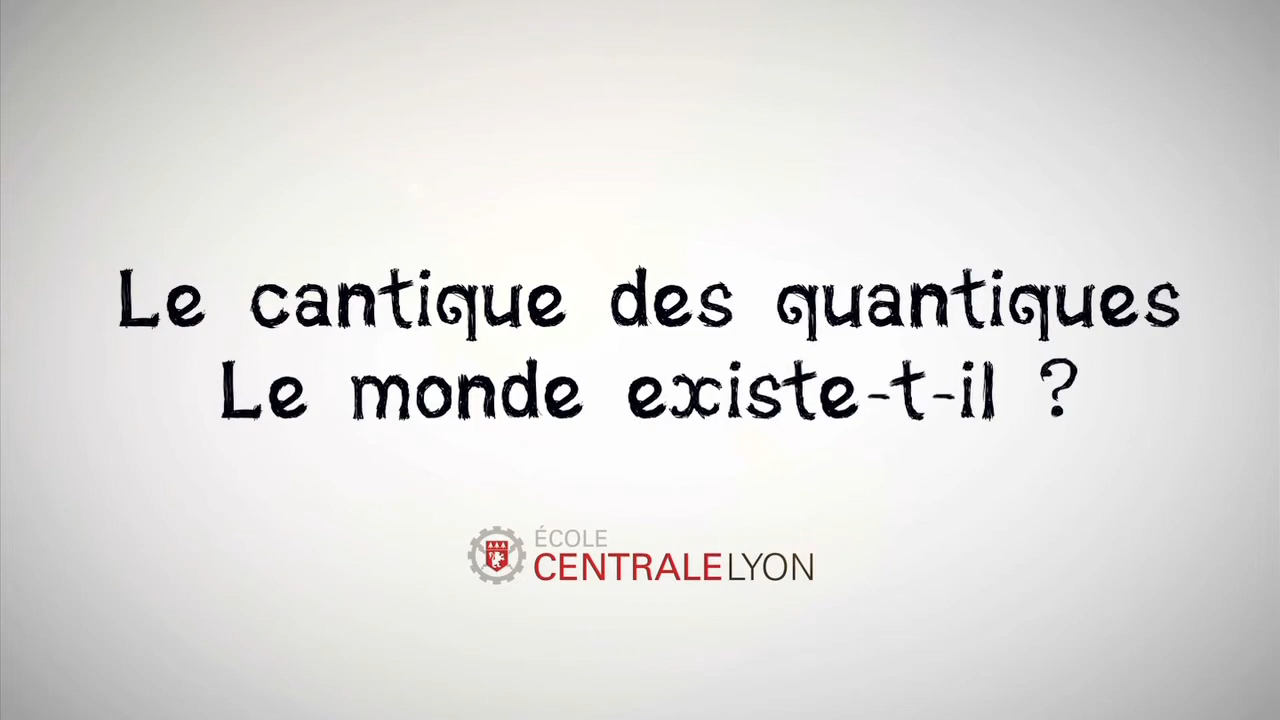 Le cantique des quantiques
Le monde existe-t-il ?
ÉCOLE
CENTRALELYON